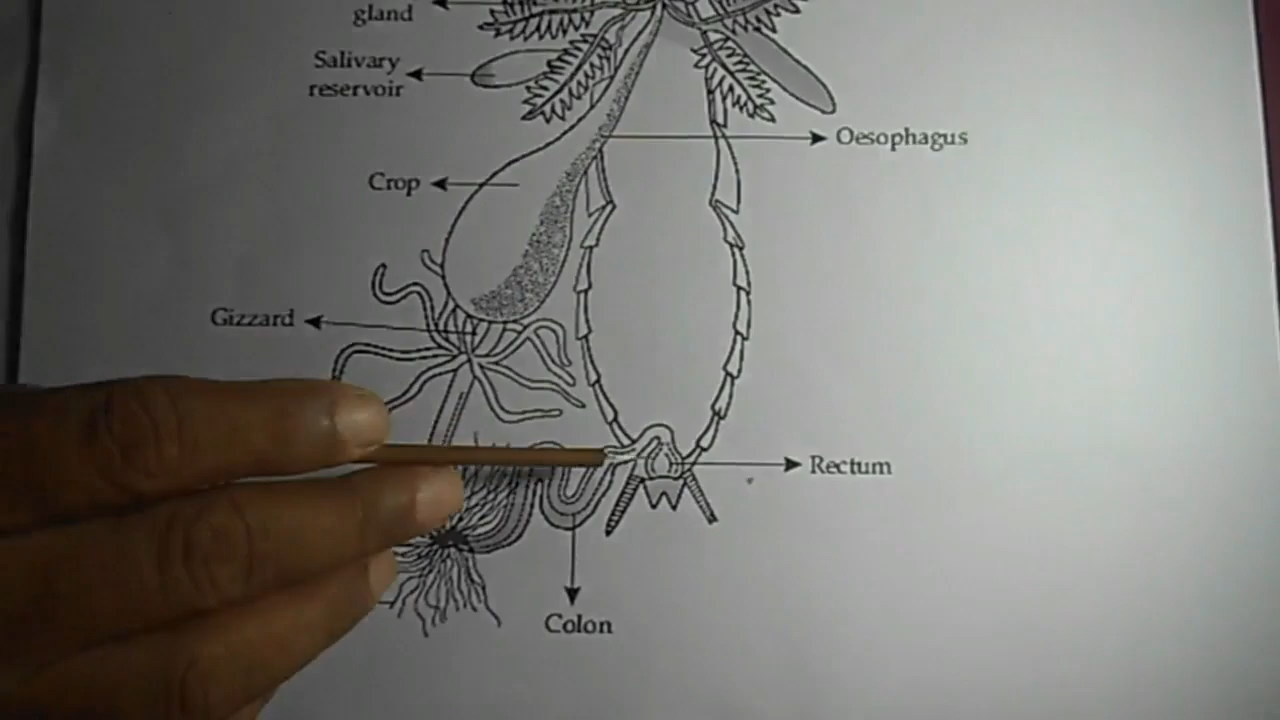 gland
Salivary
reservoir
Oesophagus
Crop
Gizzard
Rectum
Colon